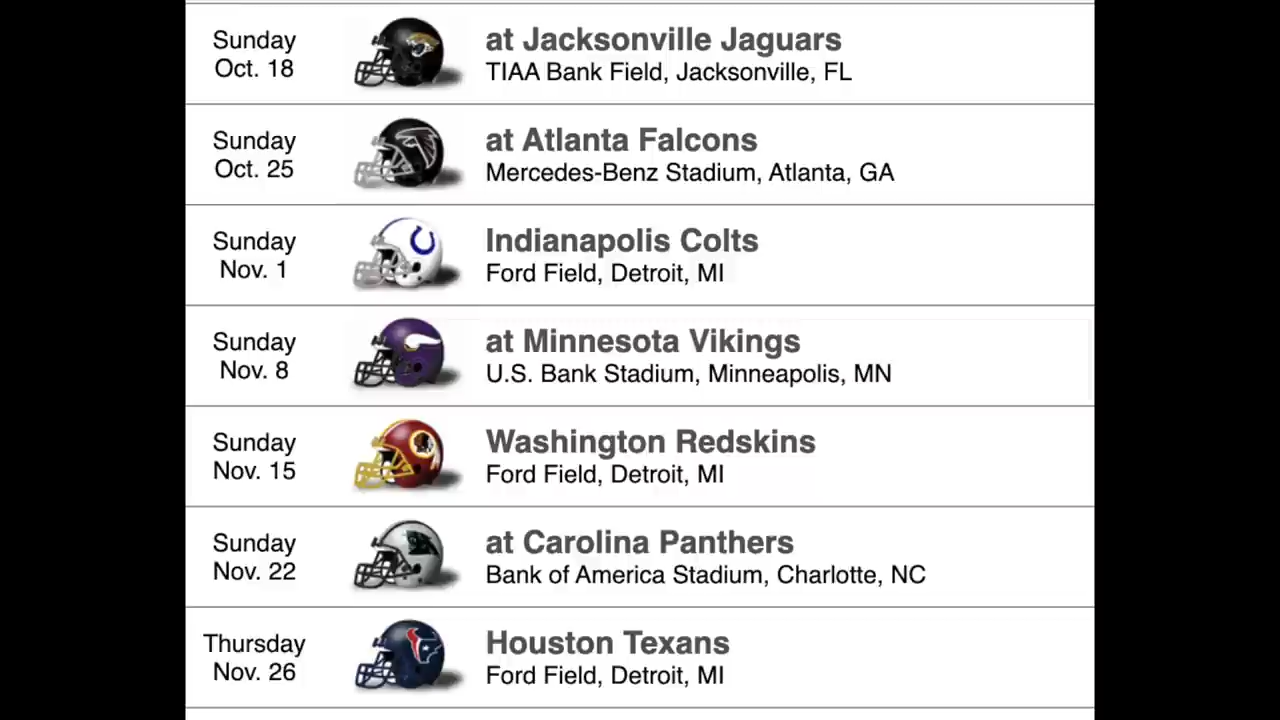 Sunday
Oct. 18
at Jacksonville Jaguars
TIAA Bank Field, Jacksonville, FL
Sunday
Oct. 25
at Atlanta Falcons
Mercedes-Benz Stadium, Atlanta, GA
Sunday
Nov. 1
Indianapolis Colts
Ford Field, Detroit, MI
Sunday
Nov. 8
at Minnesota Vikings
U.S. Bank Stadium, Minneapolis, MN
Sunday
Nov. 15
Washington Redskins
Ford Field, Detroit, MI
Sunday
Nov. 22
at Carolina Panthers
Bank of America Stadium, Charlotte, NC
Thursday
Nov. 26
Houston Texans
Ford Field, Detroit, MI